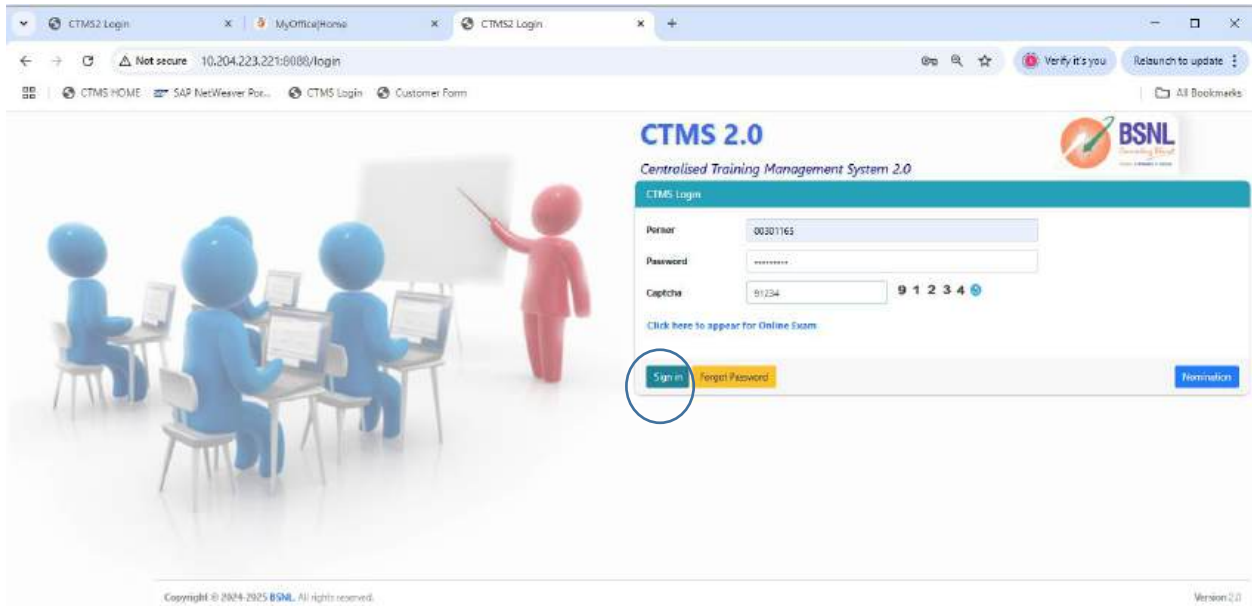 CTMS2 Login
MyOffice|Home
CTMS2 Login
Not secure 10.204.223.221:8088/login
Verify it's you
Relaunch to update
CTMS HOME
SAP NetWeaver Por...
CTMS Login
Customer Form
All Bookmarks
CTMS 2.0
BSNL
Centralised Training Management System 2.0
CTMS Login
Perner 00301165
Password ·········
Captcha 91234 9 1 2 3 4
Click here to appear for Online Exam
Sign in Forgot Password Nomination
Copyright © 2024-2025 BSNL. All rights reserved.
Version 2.0